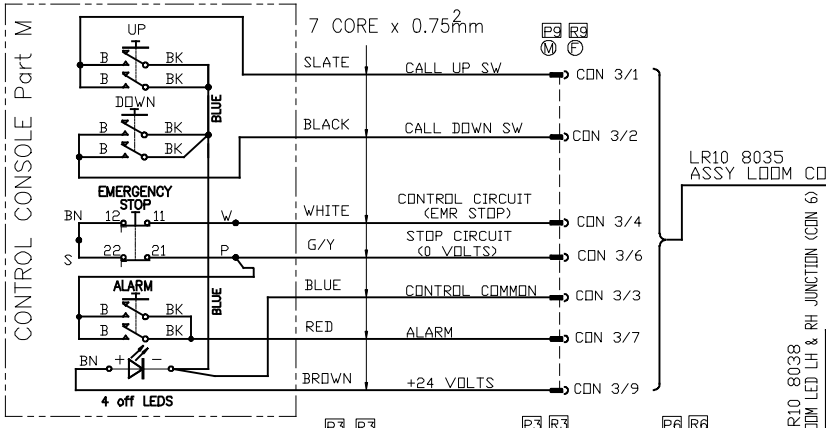 CONTROL CONSOLE Part M
7 CORE x 0.75mm²
P9 R9
M F
UP
B BK
B BK
DOWN
B BK
B BK
BLUE
SLATE CALL UP SW CON 3/1
BLACK CALL DOWN SW CON 3/2
EMERGENCY
STOP
BN 12 11 W
S 22 21 P
WHITE CONTROL CIRCUIT
(EMR STOP) CON 3/4
G/Y STOP CIRCUIT
(0 VOLTS) CON 3/6
ALARM
B BK
B BK
BLUE
BLUE CONTROL COMMON CON 3/3
RED ALARM CON 3/7
BN + -
BROWN +24 VOLTS CON 3/9
4 off LEDS
LR10 8035
ASSY LOOM CO
R10 8038
OOM LED LH & RH JUNCTION (CON 6)
P3 R3
P3 R3
P6 R6